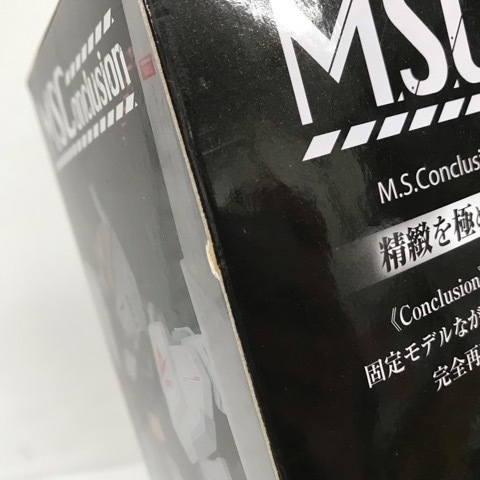 M.S.Conclusion
M.S.C
M.S.Conclusi
精緻を極め
《Conclusion》
固定モデルなが
完全再